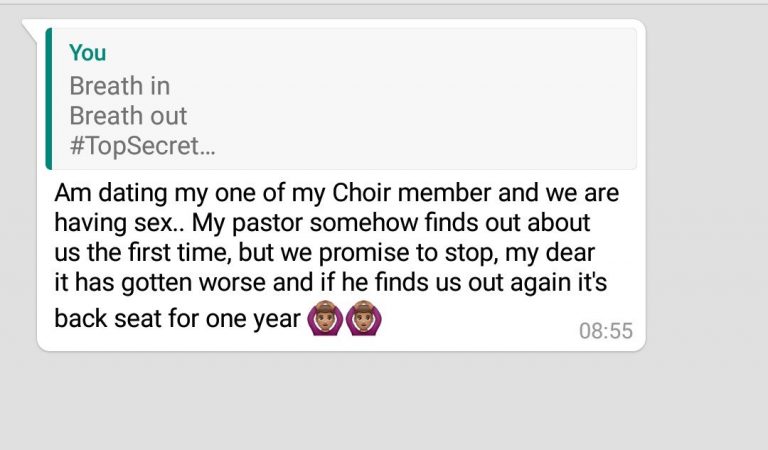 You
Breath in
Breath out
#TopSecret...
Am dating my one of my Choir member and we are
having sex.. My pastor somehow finds out about
us the first time, but we promise to stop, my dear
it has gotten worse and if he finds us out again it's
back seat for one year 🙆🏽🙆🏽
08:55